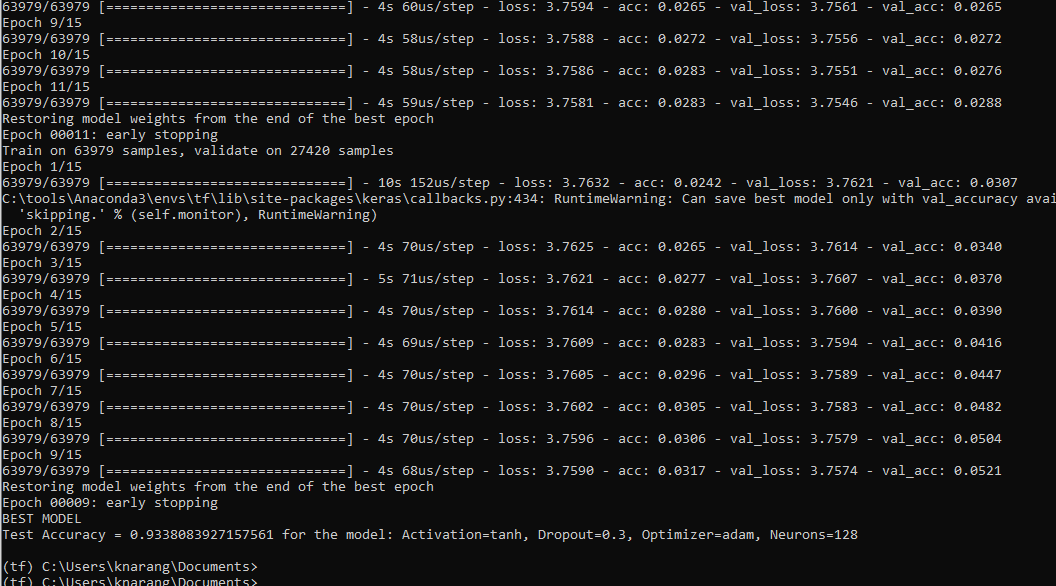 63979/63979 [==============================] - 4s 60us/step - loss: 3.7594 - acc: 0.0265 - val_loss: 3.7561 - val_acc: 0.0265
Epoch 9/15
63979/63979 [==============================] - 4s 58us/step - loss: 3.7588 - acc: 0.0272 - val_loss: 3.7556 - val_acc: 0.0272
Epoch 10/15
63979/63979 [==============================] - 4s 58us/step - loss: 3.7586 - acc: 0.0283 - val_loss: 3.7551 - val_acc: 0.0276
Epoch 11/15
63979/63979 [==============================] - 4s 59us/step - loss: 3.7581 - acc: 0.0283 - val_loss: 3.7546 - val_acc: 0.0288
Restoring model weights from the end of the best epoch
Epoch 00011: early stopping
Train on 63979 samples, validate on 27420 samples
Epoch 1/15
63979/63979 [==============================] - 10s 152us/step - loss: 3.7632 - acc: 0.0242 - val_loss: 3.7621 - val_acc: 0.0307
C:\tools\Anaconda3\envs\tf\lib\site-packages\keras\callbacks.py:434: RuntimeWarning: Can save best model only with val_accuracy avai
  'skipping.' % (self.monitor), RuntimeWarning)
Epoch 2/15
63979/63979 [==============================] - 4s 70us/step - loss: 3.7625 - acc: 0.0265 - val_loss: 3.7614 - val_acc: 0.0340
Epoch 3/15
63979/63979 [==============================] - 5s 71us/step - loss: 3.7621 - acc: 0.0277 - val_loss: 3.7607 - val_acc: 0.0370
Epoch 4/15
63979/63979 [==============================] - 4s 70us/step - loss: 3.7614 - acc: 0.0280 - val_loss: 3.7600 - val_acc: 0.0390
Epoch 5/15
63979/63979 [==============================] - 4s 69us/step - loss: 3.7609 - acc: 0.0283 - val_loss: 3.7594 - val_acc: 0.0416
Epoch 6/15
63979/63979 [==============================] - 4s 70us/step - loss: 3.7605 - acc: 0.0296 - val_loss: 3.7589 - val_acc: 0.0447
Epoch 7/15
63979/63979 [==============================] - 4s 70us/step - loss: 3.7602 - acc: 0.0305 - val_loss: 3.7583 - val_acc: 0.0482
Epoch 8/15
63979/63979 [==============================] - 4s 70us/step - loss: 3.7596 - acc: 0.0306 - val_loss: 3.7579 - val_acc: 0.0504
Epoch 9/15
63979/63979 [==============================] - 4s 68us/step - loss: 3.7590 - acc: 0.0317 - val_loss: 3.7574 - val_acc: 0.0521
Restoring model weights from the end of the best epoch
Epoch 00009: early stopping
BEST MODEL
Test Accuracy = 0.9338083927157561 for the model: Activation=tanh, Dropout=0.3, Optimizer=adam, Neurons=128
(tf) C:\Users\knarang\Documents>
(tf) C:\Users\knarang\Documents>